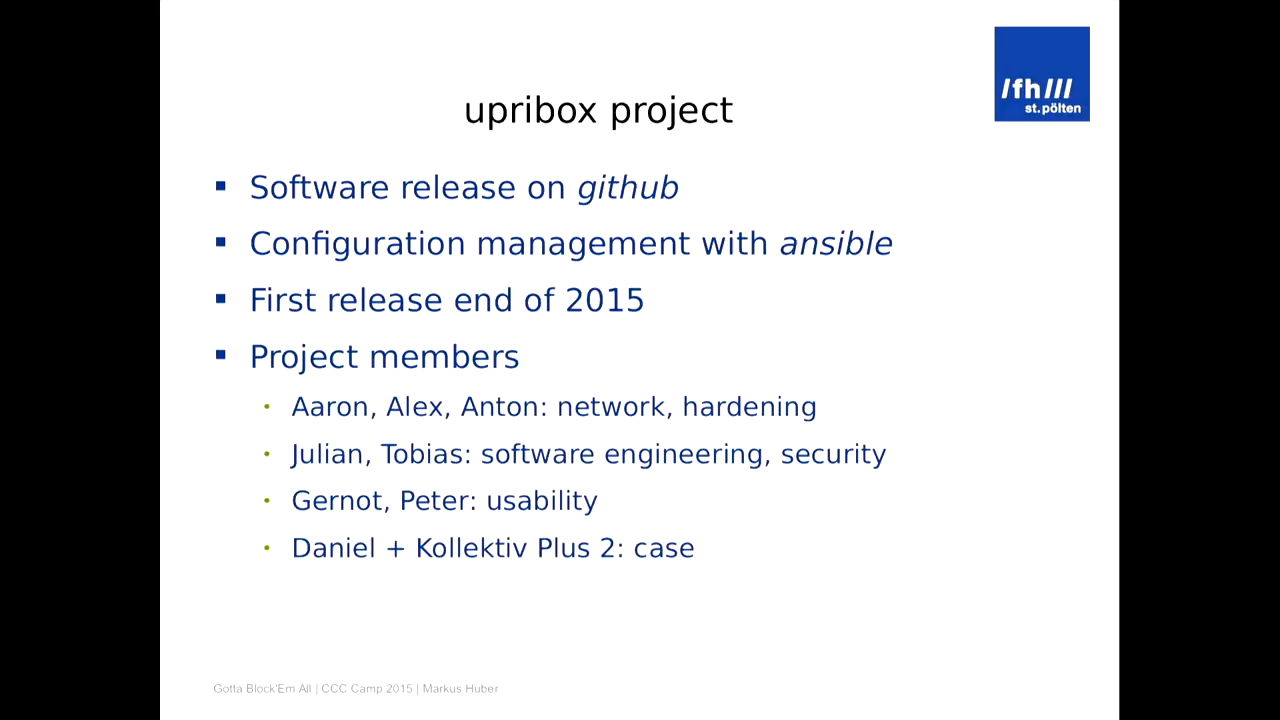 /fh///
st.pölten
upribox project
Software release on github
Configuration management with ansible
First release end of 2015
Project members
Aaron, Alex, Anton: network, hardening
Julian, Tobias: software engineering, security
Gernot, Peter: usability
Daniel + Kollektiv Plus 2: case
Gotta Block'Em All | CCC Camp 2015 | Markus Huber